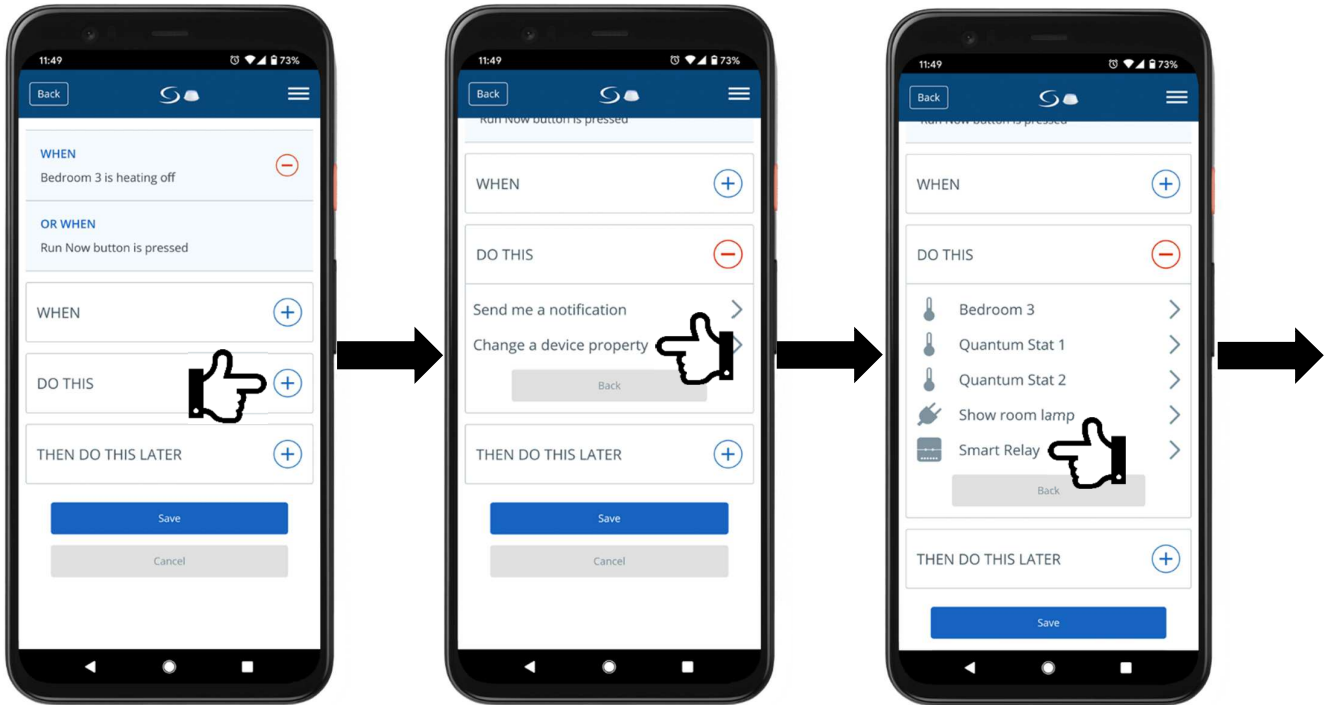 11:49
73%
Back
WHEN
Bedroom 3 is heating off
OR WHEN
Run Now button is pressed
WHEN
DO THIS
THEN DO THIS LATER
Save
Cancel
11:49
73%
Back
Run Now button is pressed
WHEN
DO THIS
Send me a notification
Change a device property
Back
THEN DO THIS LATER
Save
Cancel
11:49
73%
Back
Run Now button is pressed
WHEN
DO THIS
Bedroom 3
Quantum Stat 1
Quantum Stat 2
Show room lamp
Smart Relay
Back
THEN DO THIS LATER
Save